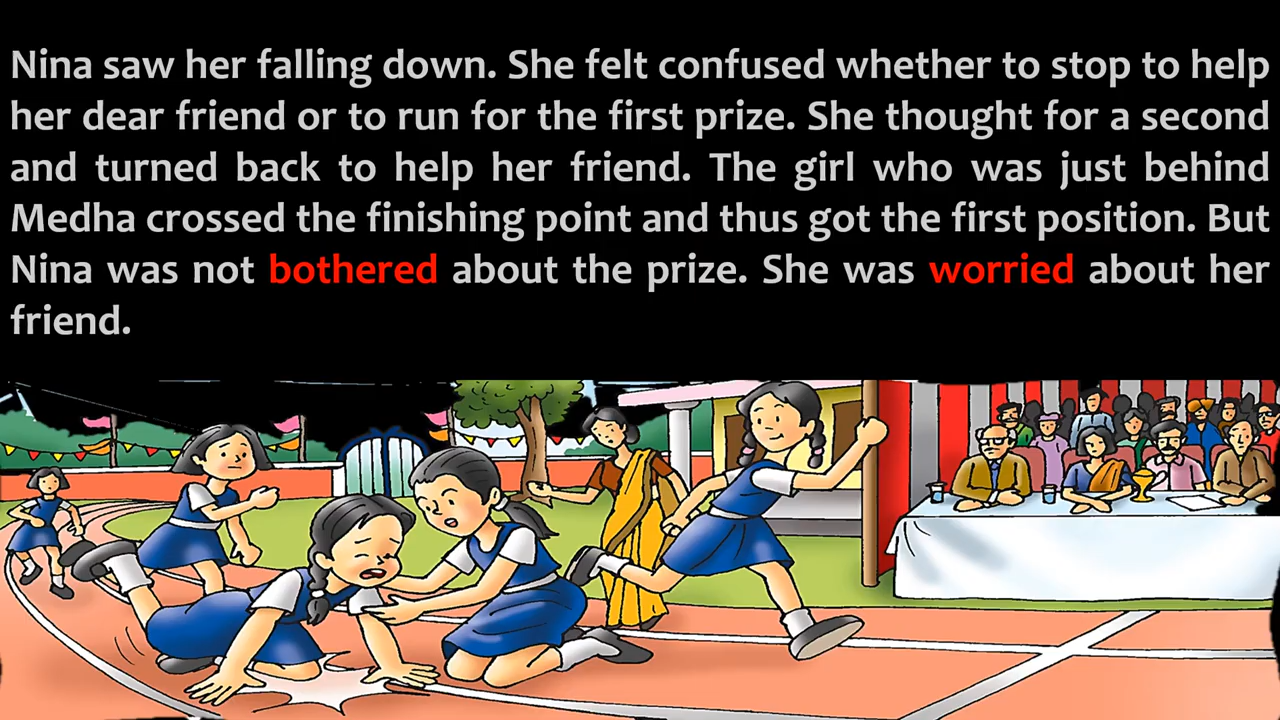 Nina saw her falling down. She felt confused whether to stop to help
her dear friend or to run for the first prize. She thought for a second
and turned back to help her friend. The girl who was just behind
Medha crossed the finishing point and thus got the first position. But
Nina was not bothered about the prize. She was worried about her
friend.